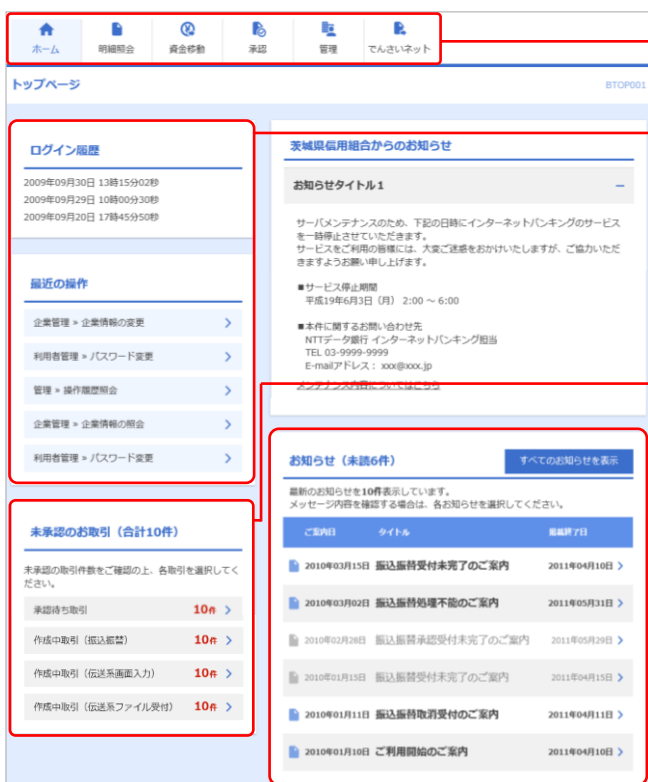 ホーム
明細照会
資金移動
承認
管理
でんさいネット
トップページ
BTOP001
ログイン履歴
2009年09月30日 13時15分02秒
2009年09月29日 10時00分30秒
2009年09月20日 17時45分50秒
最近の操作
企業管理 » 企業情報の変更
利用者管理 » パスワード変更
管理 » 操作履歴照会
企業管理 » 企業情報の照会
利用者管理 » パスワード変更
未承認のお取引（合計10件）
未承認の取引件数をご確認の上、各取引を選択してく
ださい。
承認待ち取引 10件
作成中取引（振込振替） 10件
作成中取引（伝送系画面入力） 10件
作成中取引（伝送系ファイル受付） 10件
茨城県信用組合からのお知らせ
お知らせタイトル1
サーバメンテナンスのため、下記の日時にインターネットバンキングのサービス
を一時停止させていただきます。
サービスをご利用の皆様には、大変ご迷惑をおかけいたしますが、ご協力いただ
きますようお願い申し上げます。
■サービス停止期間
平成19年6月3日（月） 2:00 ～ 6:00
■本件に関するお問い合わせ先
NTTデータ銀行 インターネットバンキング担当
TEL 03-9999-9999
E-mailアドレス： xxx@xxx.jp
メンテナンス内容についてはこちら
お知らせ（未読6件）
すべてのお知らせを表示
最新のお知らせを10件表示しています。
メッセージ内容を確認する場合は、各お知らせを選択してください。
ご案内日 タイトル 掲載終了日
2010年03月15日 振込振替受付未完了のご案内 2011年04月10日
2010年03月02日 振込振替処理不能のご案内 2011年05月31日
2010年02月28日 振込振替承認受付未完了のご案内 2011年05月29日
2010年01月15日 振込振替受付未完了のご案内 2011年04月15日
2010年01月11日 振込振替取消受付のご案内 2011年04月11日
2010年01月10日 ご利用開始のご案内 2011年04月10日